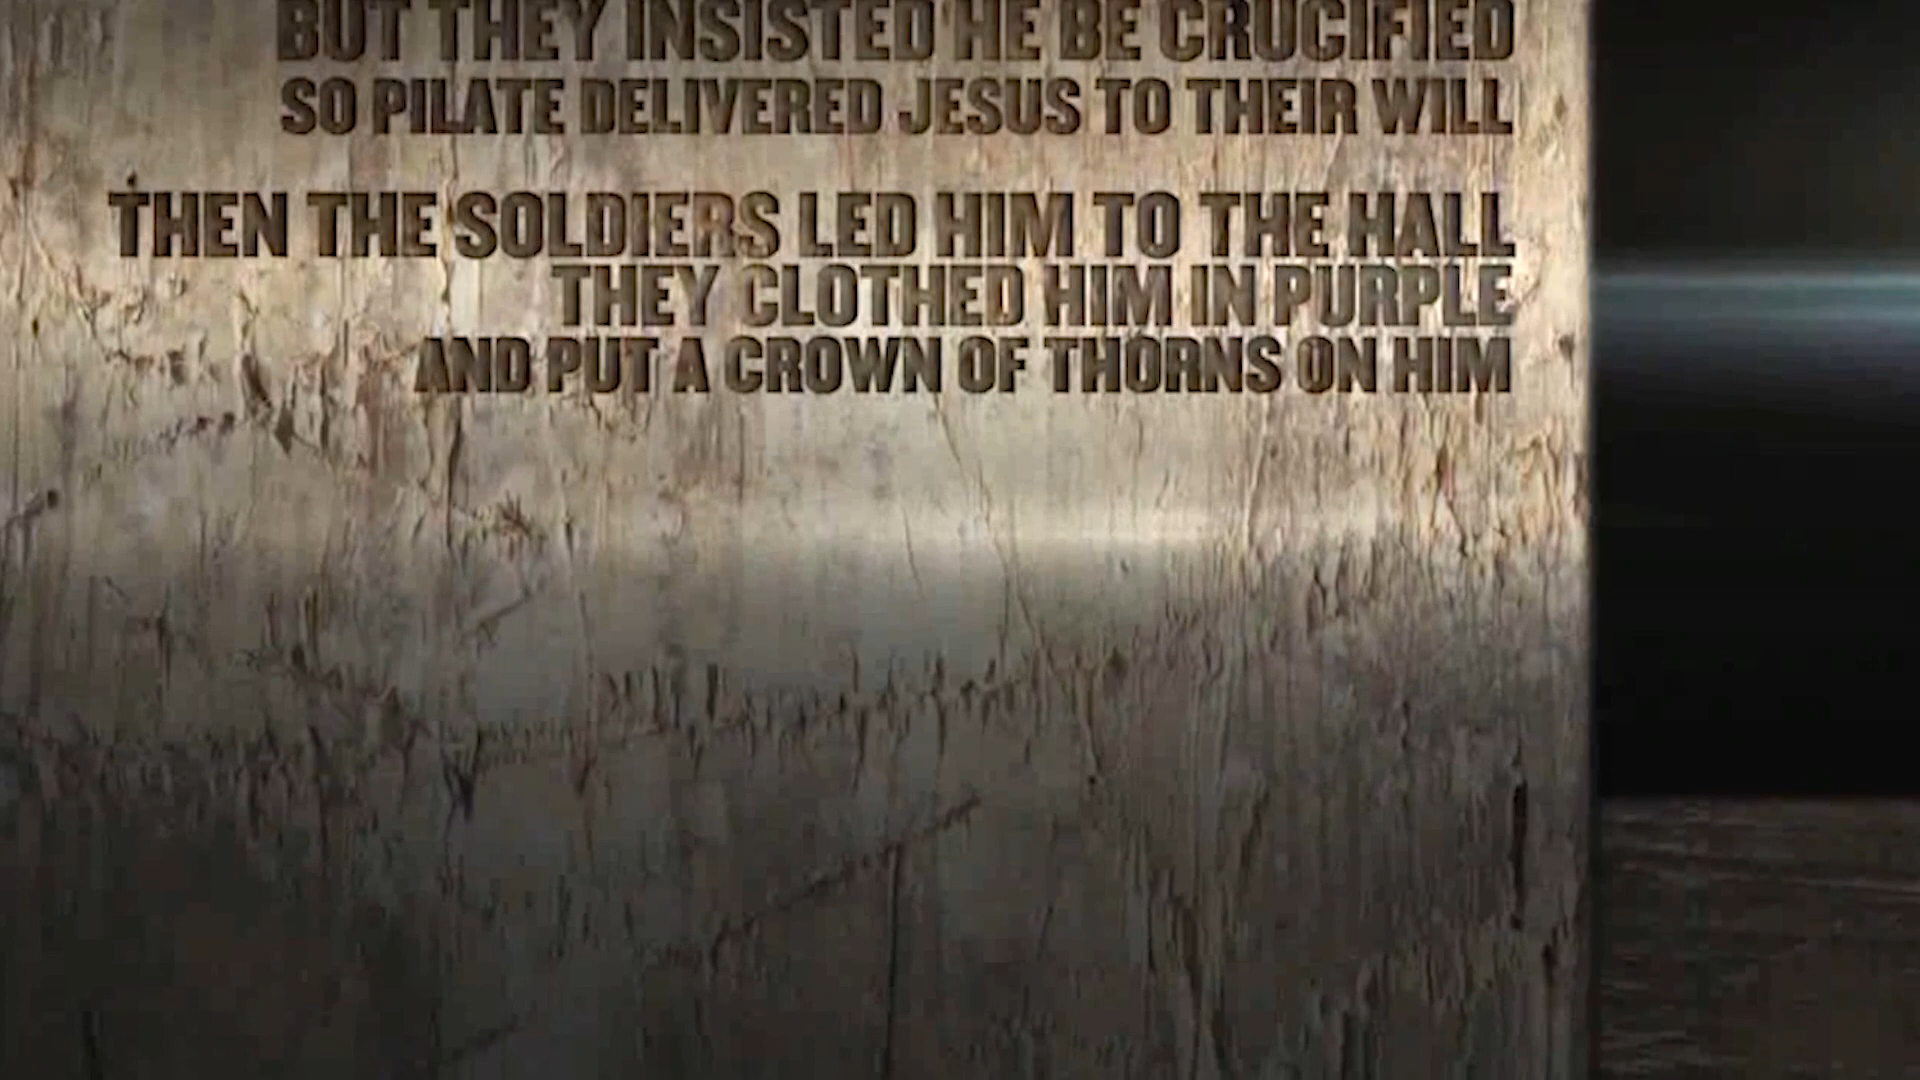 BUT THEY INSISTED HE BE CRUCIFIED
SO PILATE DELIVERED JESUS TO THEIR WILL
THEN THE SOLDIERS LED HIM TO THE HALL
THEY CLOTHED HIM IN PURPLE
AND PUT A CROWN OF THORNS ON HIM